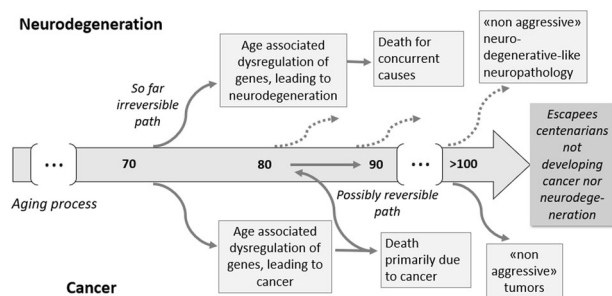 Neurodegeneration
So far
irreversible
path
Age associated
dysregulation of
genes, leading to
neurodegeneration
Death for
concurrent
causes
«non aggressive»
neuro-
degenerative-like
neuropathology
... 70 80 90 ... >100
Escapees
centenarians
not
developing
cancer nor
neurodege-
neration
Aging process
Possibly reversible
path
Age associated
dysregulation of
genes, leading to
cancer
Death
primarily due
to cancer
«non
aggressive»
tumors
Cancer